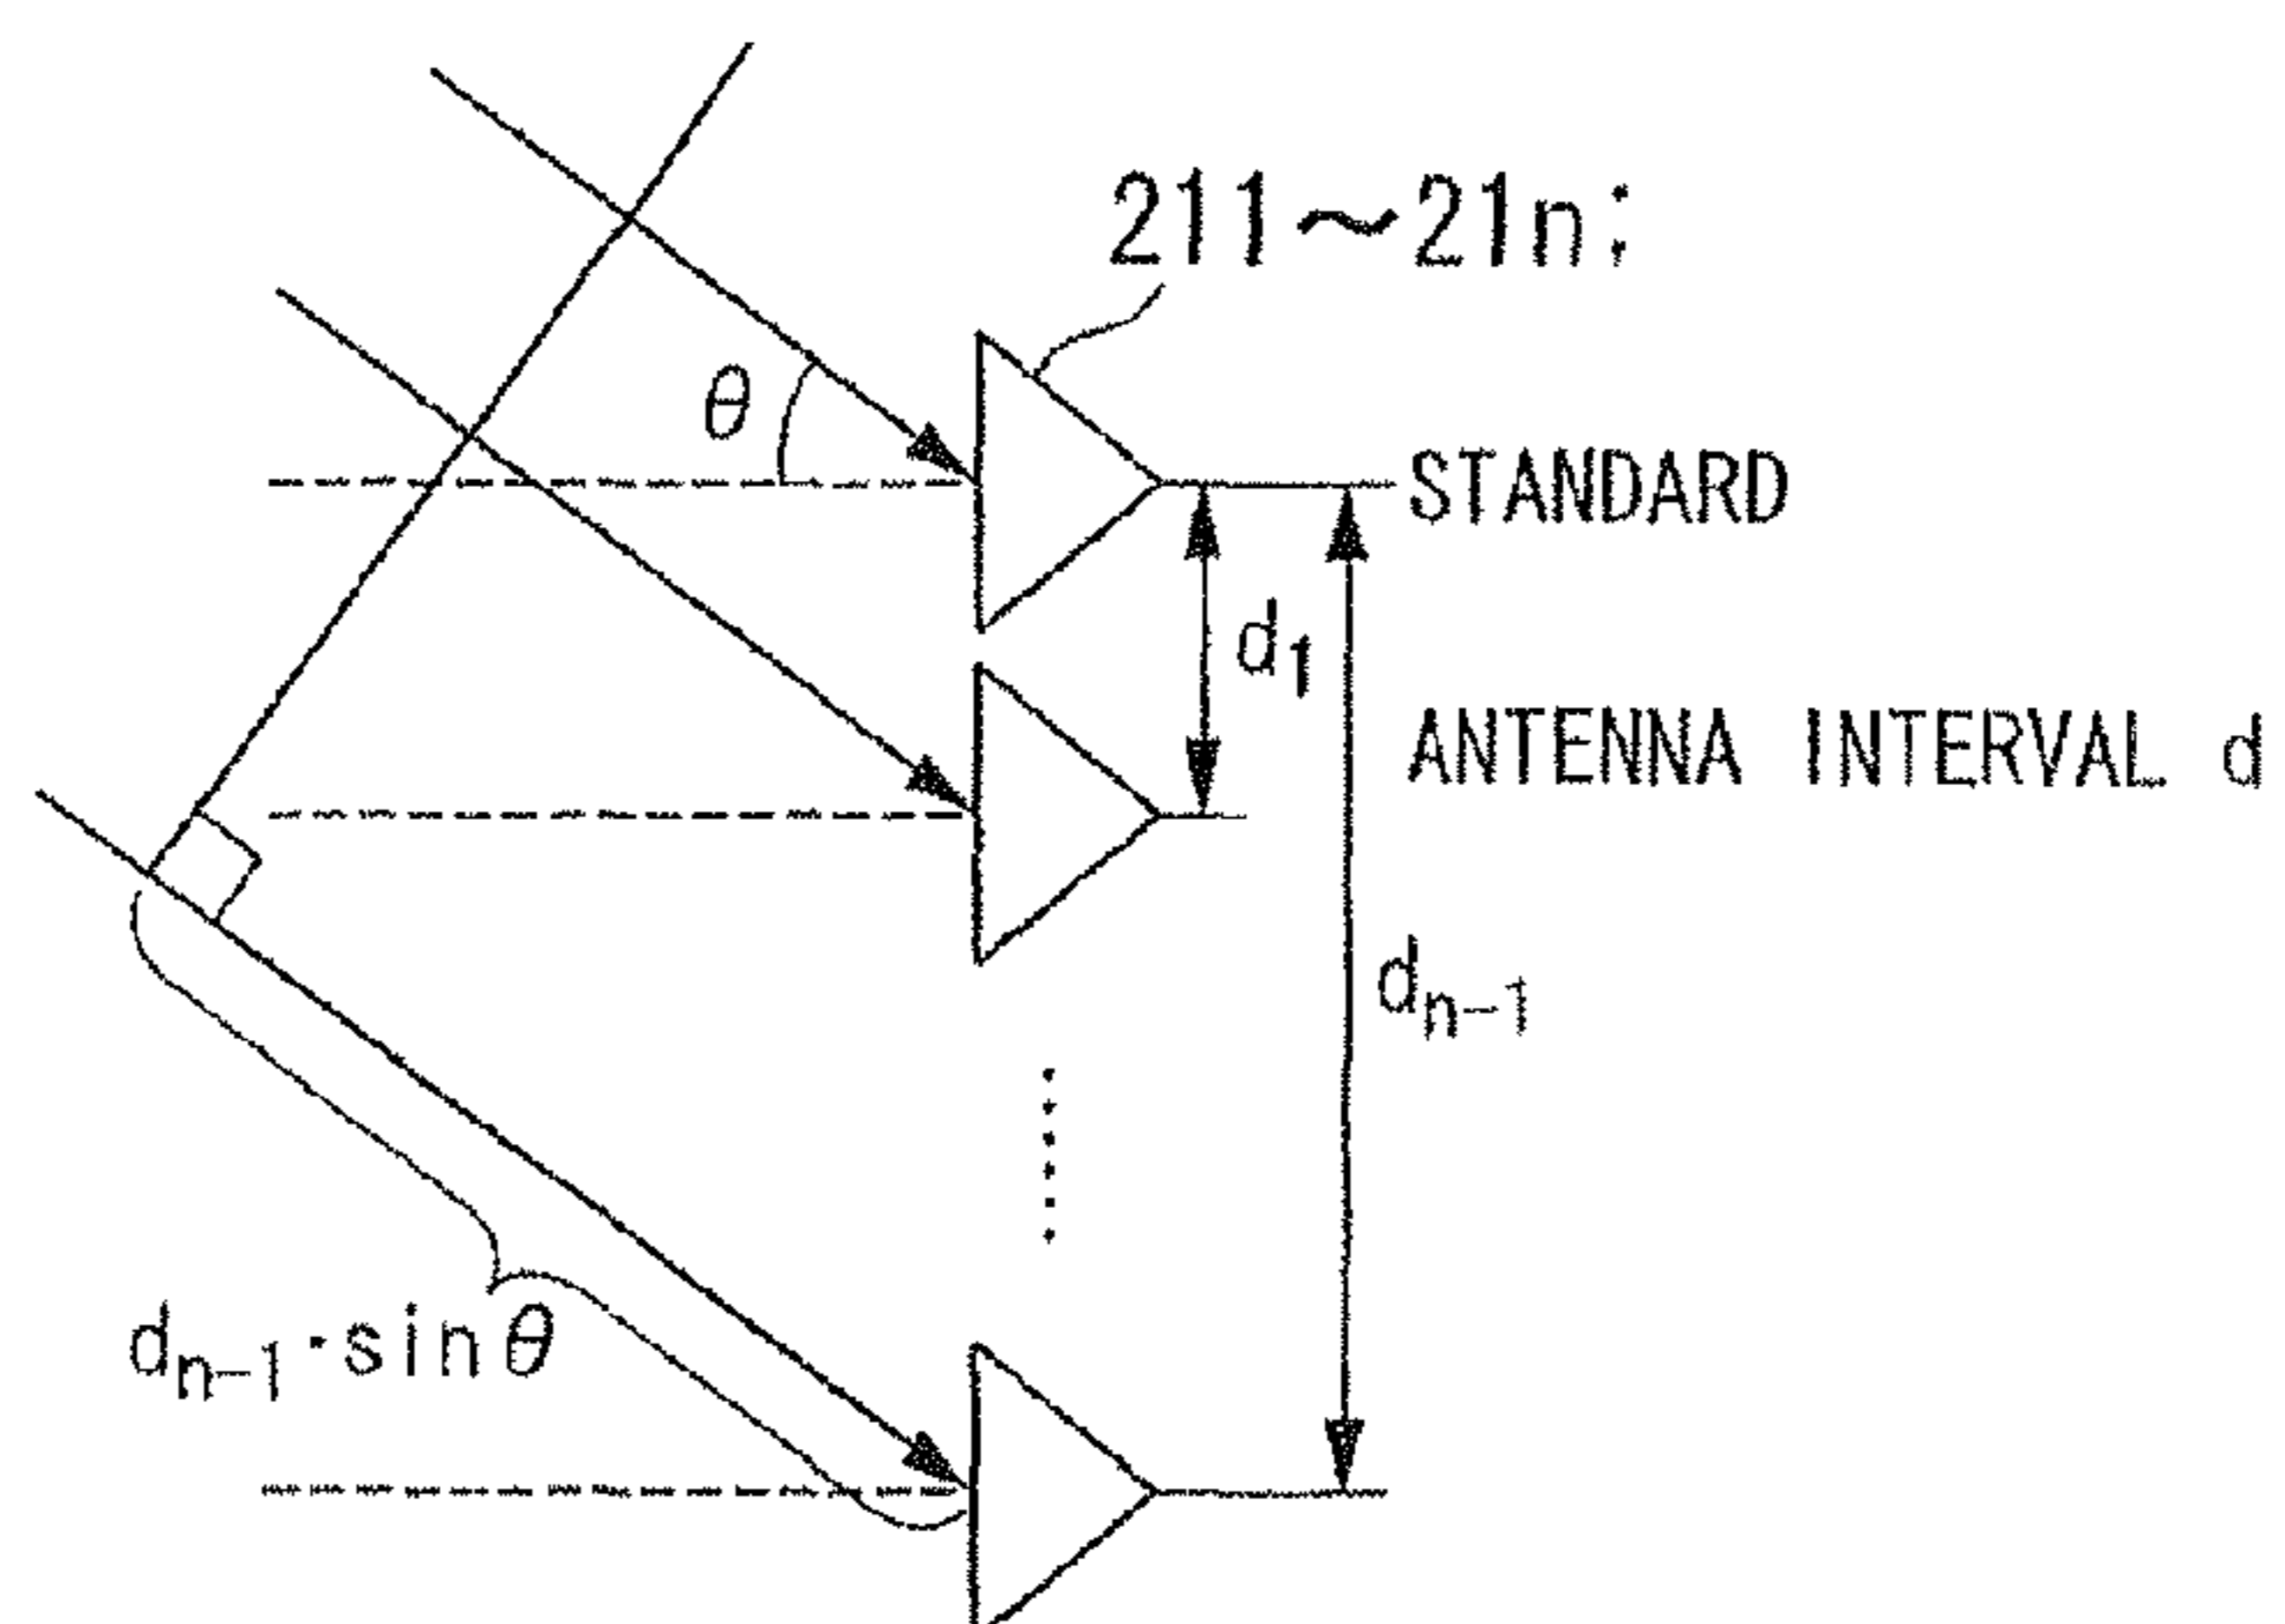 211～21n;
θ
STANDARD
d1
ANTENNA INTERVAL d
dn-1
dn-1・sinθ